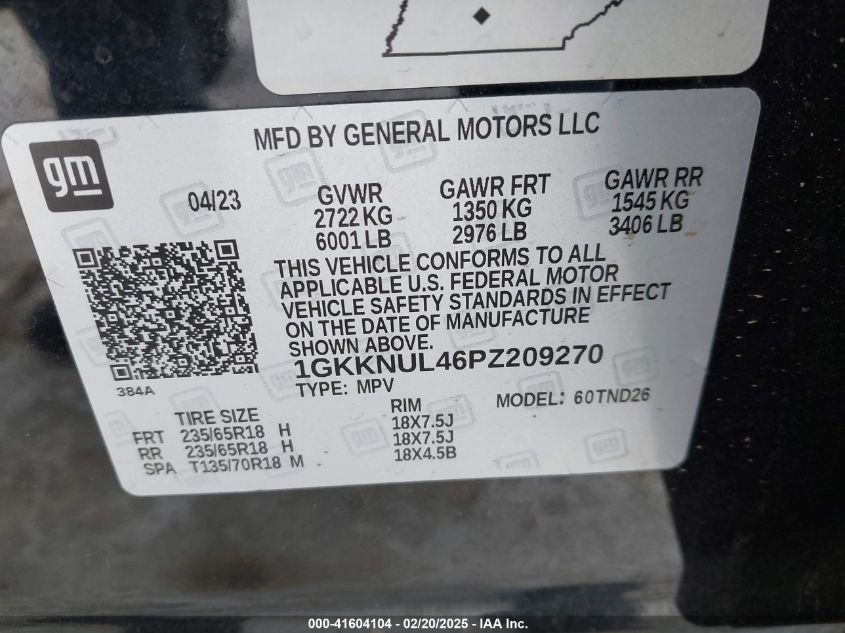 MFD BY GENERAL MOTORS LLC
gm
04/23
GVWR
2722 KG
6001 LB
GAWR FRT
1350 KG
2976 LB
GAWR RR
1545 KG
3406 LB
THIS VEHICLE CONFORMS TO ALL
APPLICABLE U.S. FEDERAL MOTOR
VEHICLE SAFETY STANDARDS IN EFFECT
ON THE DATE OF MANUFACTURE
SHOWN ABOVE.
1GKKNUL46PZ209270
384A
TYPE: MPV
MODEL: 60TND26
TIRE SIZE
RIM
FRT 235/65R18 H 18X7.5J
RR 235/65R18 H 18X7.5J
SPA T135/70R18 M 18X4.5B
000-41604104 - 02/20/2025 - IAA Inc.